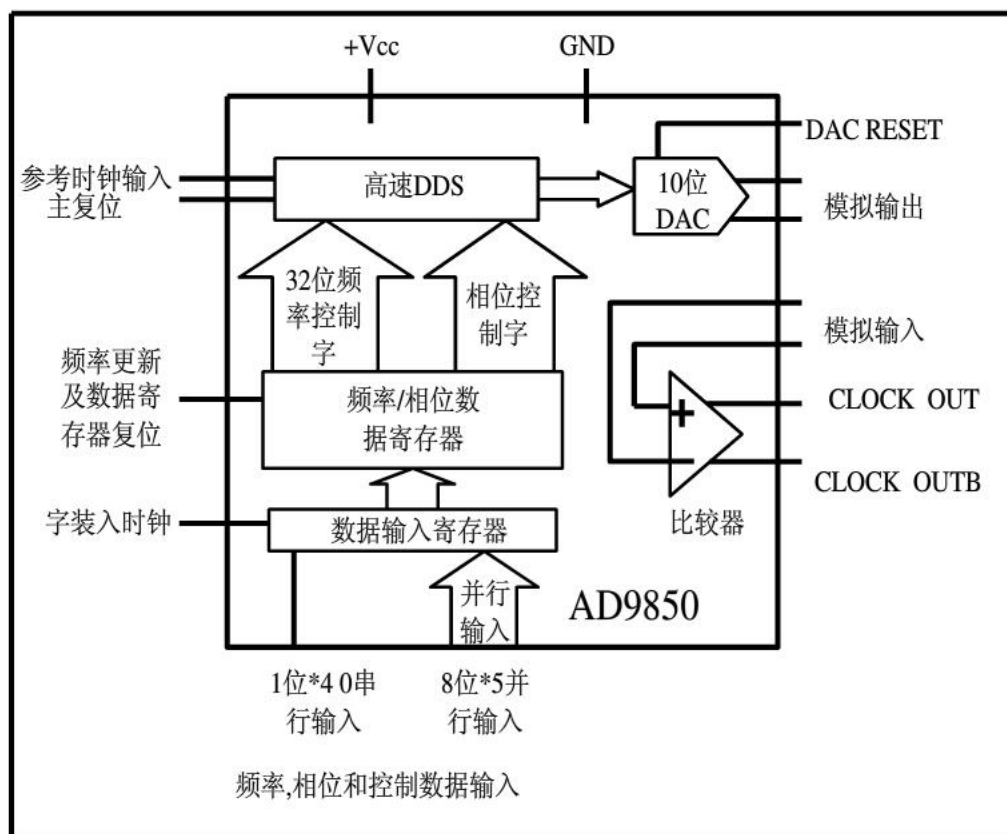 +Vcc
GND
DAC RESET
参考时钟输入
主复位
高速DDS
10位
DAC
模拟输出
32位频
率控制
字
相位控
制字
模拟输入
频率更新
及数据寄
存器复位
频率/相位数
据寄存器
CLOCK OUT
CLOCK OUTB
比较器
字装入时钟
数据输入寄存器
并行
输入
AD9850
1位*4 0串
行输入
8位*5并
行输入
频率,相位和控制数据输入